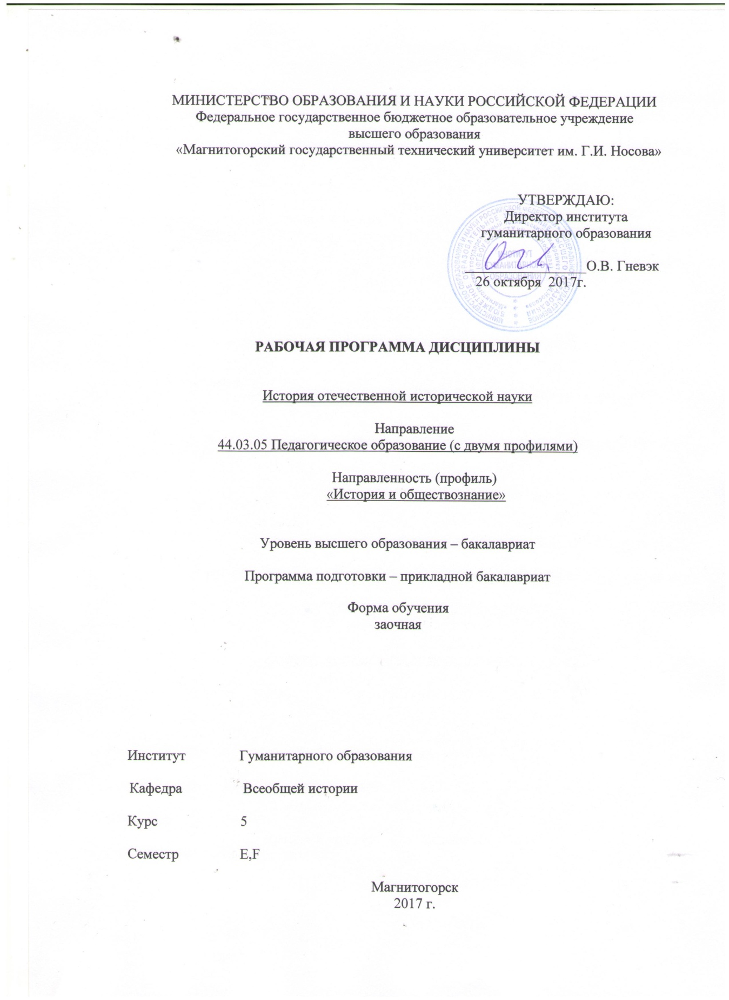 МИНИСТЕРСТВО ОБРАЗОВАНИЯ И НАУКИ РОССИЙСКОЙ ФЕДЕРАЦИИ
Федеральное государственное бюджетное образовательное учреждение
высшего образования
«Магнитогорский государственный технический университет им. Г.И. Носова»
УТВЕРЖДАЮ:
Директор института
гуманитарного образования
О.В. Гневэк
26 октября 2017г.
ИНСТИТУТ
ГУМАНИТАРНОГО
ОБРАЗОВАНИЯ
РАБОЧАЯ ПРОГРАММА ДИСЦИПЛИНЫ
История отечественной исторической науки
Направление
44.03.05 Педагогическое образование (с двумя профилями)
Направленность (профиль)
«История и обществознание»
Уровень высшего образования – бакалавриат
Программа подготовки – прикладной бакалавриат
Форма обучения
заочная
Институт Гуманитарного образования
Кафедра Всеобщей истории
Курс 5
Семестр E,F
Магнитогорск
2017 г.